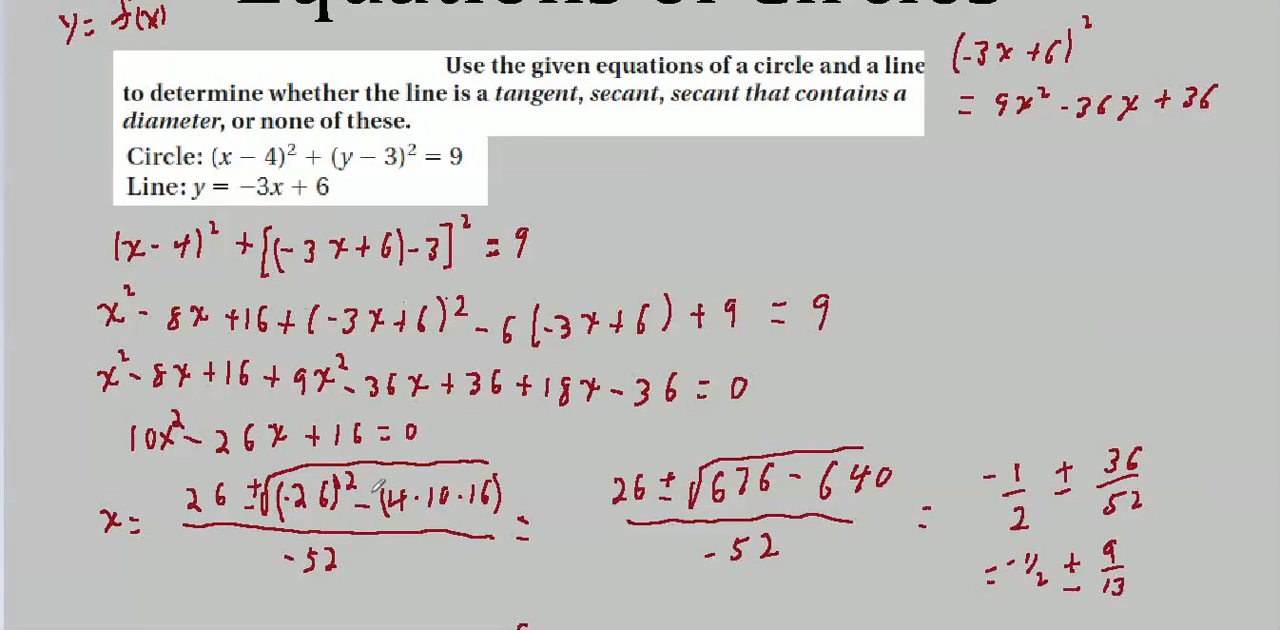 Equations of Circles
y = f(x)
Use the given equations of a circle and a line
to determine whether the line is a tangent, secant, secant that contains a
diameter, or none of these.
Circle: (x − 4)² + (y − 3)² = 9
Line: y = −3x + 6
(-3x + 6)²
= 9x² - 36x + 36
(x - 4)² + [(-3x + 6) - 3]² = 9
x² - 8x + 16 + (-3x + 6)² - 6(-3x + 6) + 9 = 9
x² - 8x + 16 + 9x² - 36x + 36 + 18x - 36 = 0
10x² - 26x + 16 = 0
x = (26 ± √((-26)² - (4·10·16))) / -52 = (26 ± √(676 - 640)) / -52 = -1/2 ± 36/52
= -1/2 ± 9/13